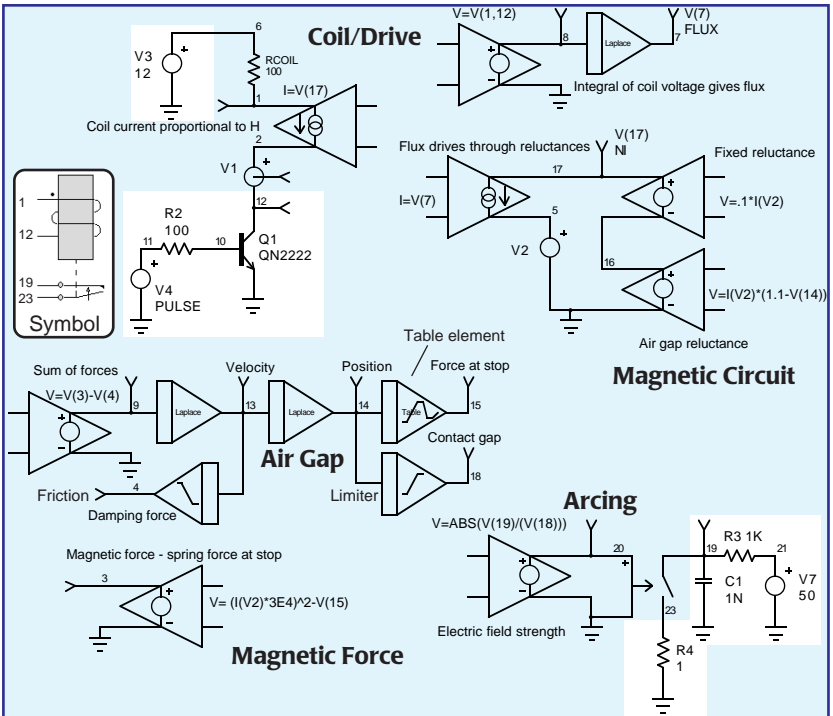 Coil/Drive
6
V3
12
RCOIL
100
1
I=V(17)
Coil current proportional to H
2
V1
12
R2
100
11
10
Q1
QN2222
V4
PULSE
1
12
19
23
Symbol
V=V(1,12)
8
Laplace
7
V(7)
FLUX
Integral of coil voltage gives flux
Flux drives through reluctances
17
V(17)
NI
Fixed reluctance
I=V(7)
5
V2
V=.1*I(V2)
16
V=I(V2)*(1.1-V(14))
Air gap reluctance
Magnetic Circuit
Table element
Sum of forces
Velocity
Position
Force at stop
V=V(3)-V(4)
9
Laplace
13
Laplace
14
Table
15
Contact gap
Air Gap
18
Friction
4
Damping force
Limiter
Magnetic force - spring force at stop
3
V= (I(V2)*3E4)^2-V(15)
Magnetic Force
Arcing
V=ABS(V(19)/(V(18)))
20
19
R3 1K
21
C1
1N
V7
50
23
Electric field strength
R4
1